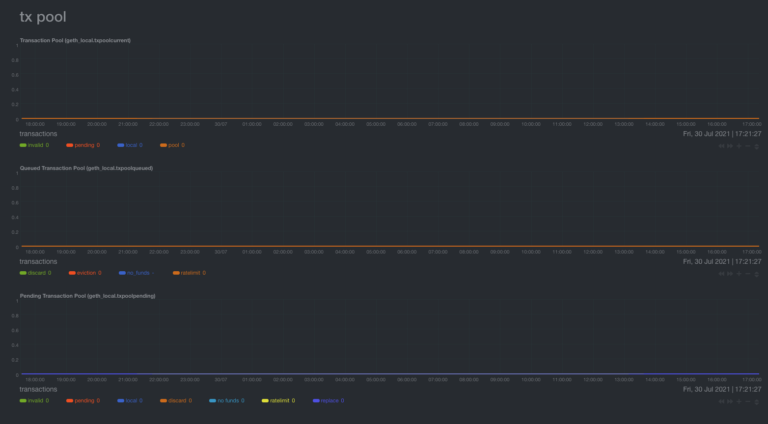 tx pool
Transaction Pool (geth_local.txpoolcurrent)
1
0.8
0.6
0.4
0.2
0
18:00:00 19:00:00 20:00:00 21:00:00 22:00:00 23:00:00 30/07 01:00:00 02:00:00 03:00:00 04:00:00 05:00:00 06:00:00 07:00:00 08:00:00 09:00:00 10:00:00 11:00:00 12:00:00 13:00:00 14:00:00 15:00:00 16:00:00 17:00:00
transactions Fri, 30 Jul 2021 | 17:21:27
invalid 0 pending 0 local 0 pool 0
Queued Transaction Pool (geth_local.txpoolqueued)
1
0.8
0.6
0.4
0.2
0
18:00:00 19:00:00 20:00:00 21:00:00 22:00:00 23:00:00 30/07 01:00:00 02:00:00 03:00:00 04:00:00 05:00:00 06:00:00 07:00:00 08:00:00 09:00:00 10:00:00 11:00:00 12:00:00 13:00:00 14:00:00 15:00:00 16:00:00 17:00:00
transactions Fri, 30 Jul 2021 | 17:21:27
discard 0 eviction 0 no_funds - ratelimit 0
Pending Transaction Pool (geth_local.txpoolpending)
1
0.8
0.6
0.4
0.2
0
18:00:00 19:00:00 20:00:00 21:00:00 22:00:00 23:00:00 30/07 01:00:00 02:00:00 03:00:00 04:00:00 05:00:00 06:00:00 07:00:00 08:00:00 09:00:00 10:00:00 11:00:00 12:00:00 13:00:00 14:00:00 15:00:00 16:00:00 17:00:00
transactions Fri, 30 Jul 2021 | 17:21:27
invalid 0 pending 0 local 0 discard 0 no funds 0 ratelimit 0 replace 0